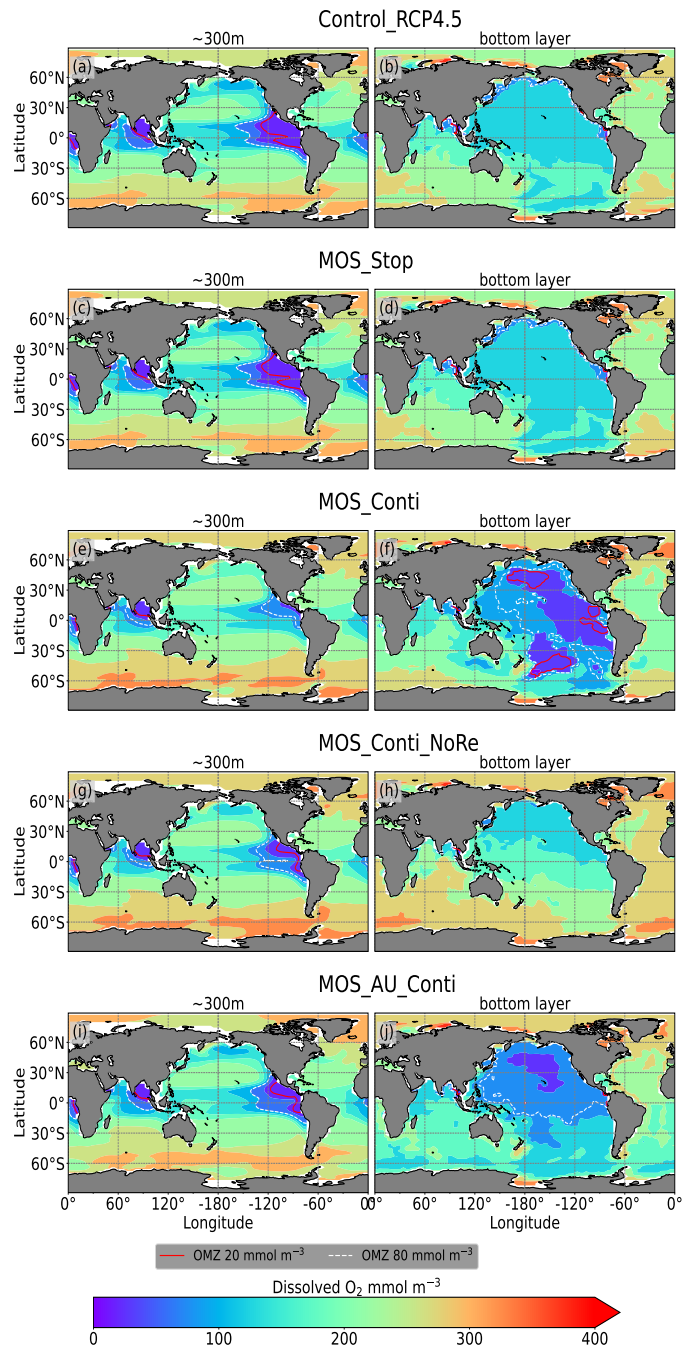 Control_RCP4.5
~300m
bottom layer
(a)
(b)
Latitude
60°N
30°N
0°
30°S
60°S
MOS_Stop
~300m
bottom layer
(c)
(d)
Latitude
60°N
30°N
0°
30°S
60°S
MOS_Conti
~300m
bottom layer
(e)
(f)
Latitude
60°N
30°N
0°
30°S
60°S
MOS_Conti_NoRe
~300m
bottom layer
(g)
(h)
Latitude
60°N
30°N
0°
30°S
60°S
MOS_AU_Conti
~300m
bottom layer
(i)
(j)
Latitude
60°N
30°N
0°
30°S
60°S
0° 60° 120° 180° -120° -60° 0°
0° 60° 120° 180° -120° -60° 0°
Longitude
Longitude
OMZ 20 mmol m⁻³
OMZ 80 mmol m⁻³
Dissolved O₂ mmol m⁻³
0 100 200 300 400